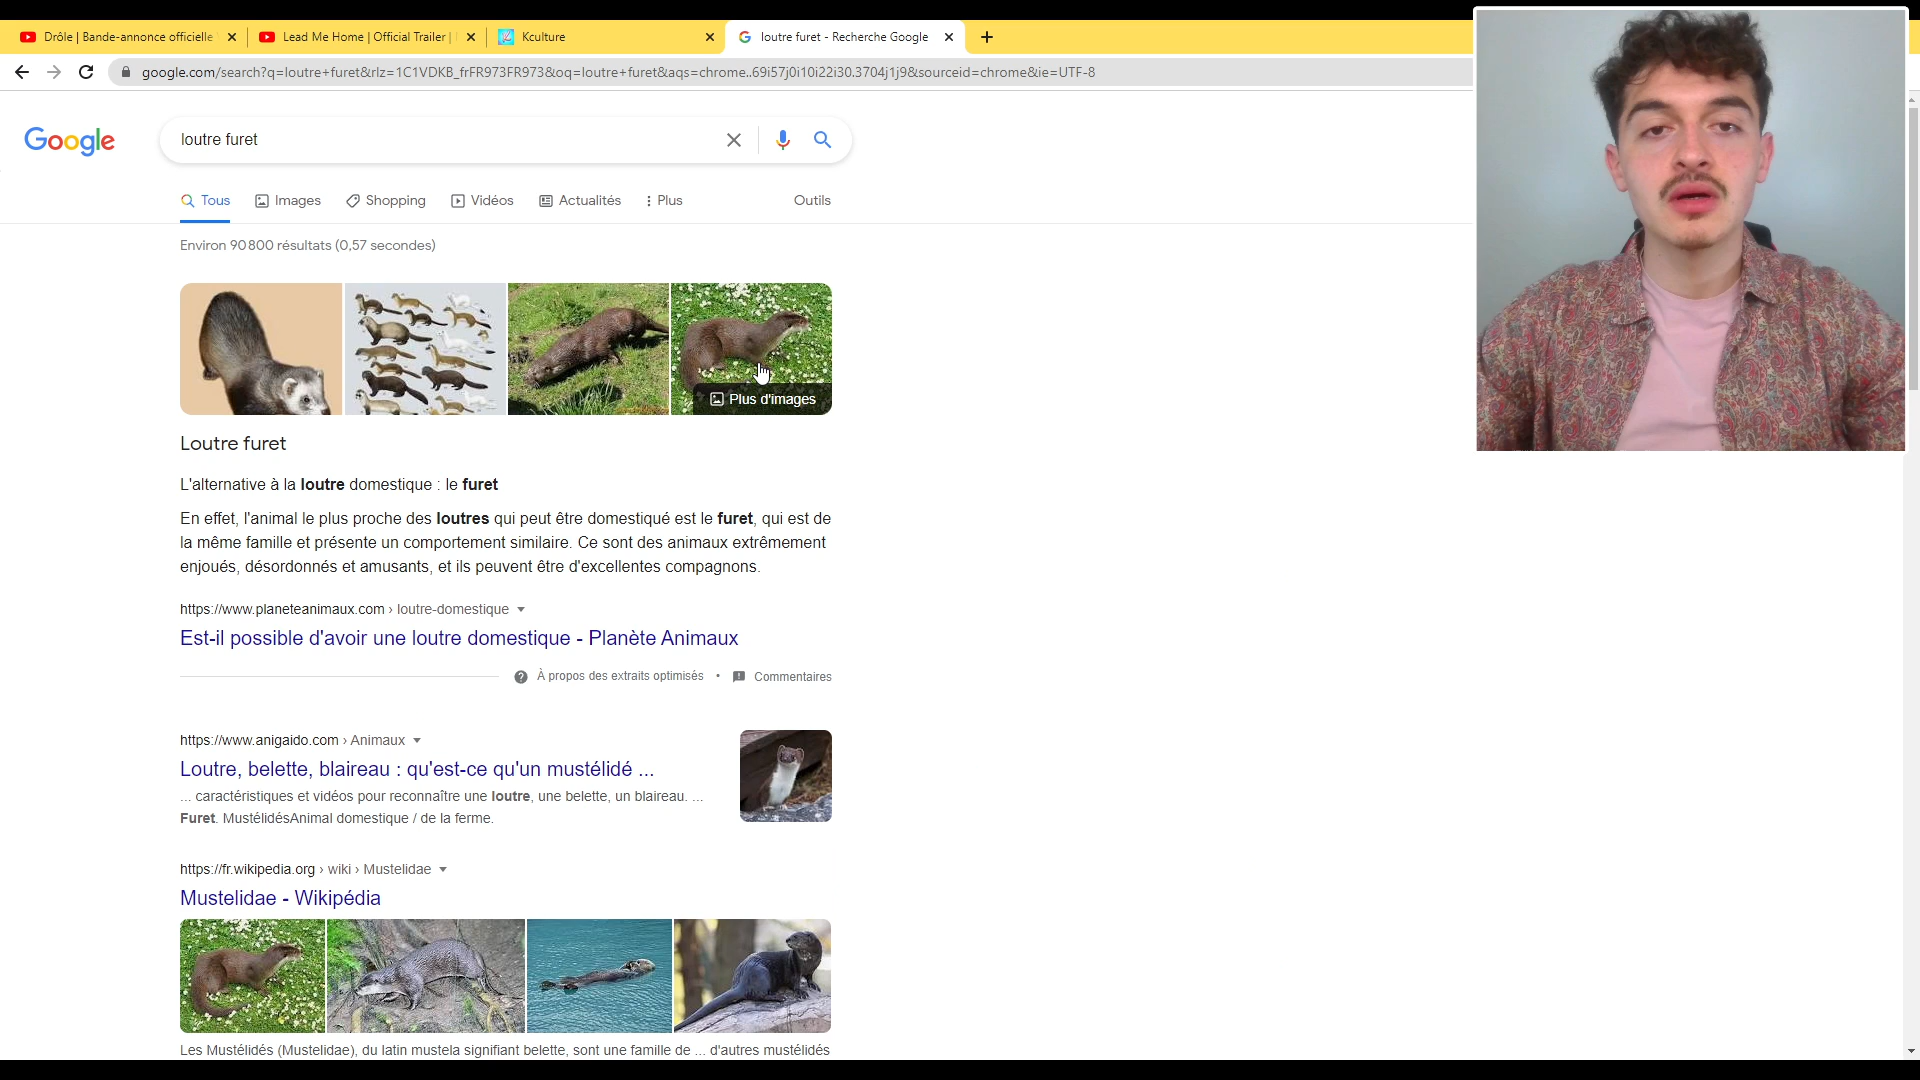 Drôle | Bande-annonce officielle
Lead Me Home | Official Trailer |
Kculture
loutre furet - Recherche Google
google.com/search?q=loutre+furet&rlz=1C1VDKB_frFR973FR973&oq=loutre+furet&aqs=chrome..69i57j0i10i22i30.3704j1j9&sourceid=chrome&ie=UTF-8
Google
loutre furet
Tous
Images
Shopping
Vidéos
Actualités
Plus
Outils
Environ 90 800 résultats (0,57 secondes)
Plus d'images
Loutre furet
L'alternative à la loutre domestique : le furet
En effet, l'animal le plus proche des loutres qui peut être domestiqué est le furet, qui est de
la même famille et présente un comportement similaire. Ce sont des animaux extrêmement
enjoués, désordonnés et amusants, et ils peuvent être d'excellentes compagnons.
https://www.planeteanimaux.com › loutre-domestique
Est-il possible d'avoir une loutre domestique - Planète Animaux
À propos des extraits optimisés • Commentaires
https://www.anigaido.com › Animaux
Loutre, belette, blaireau : qu'est-ce qu'un mustélidé ...
... caractéristiques et vidéos pour reconnaître une loutre, une belette, un blaireau. ...
Furet. MustélidésAnimal domestique / de la ferme.
https://fr.wikipedia.org › wiki › Mustelidae
Mustelidae - Wikipédia
Les Mustélidés (Mustelidae), du latin mustela signifiant belette, sont une famille de ... d'autres mustélidés